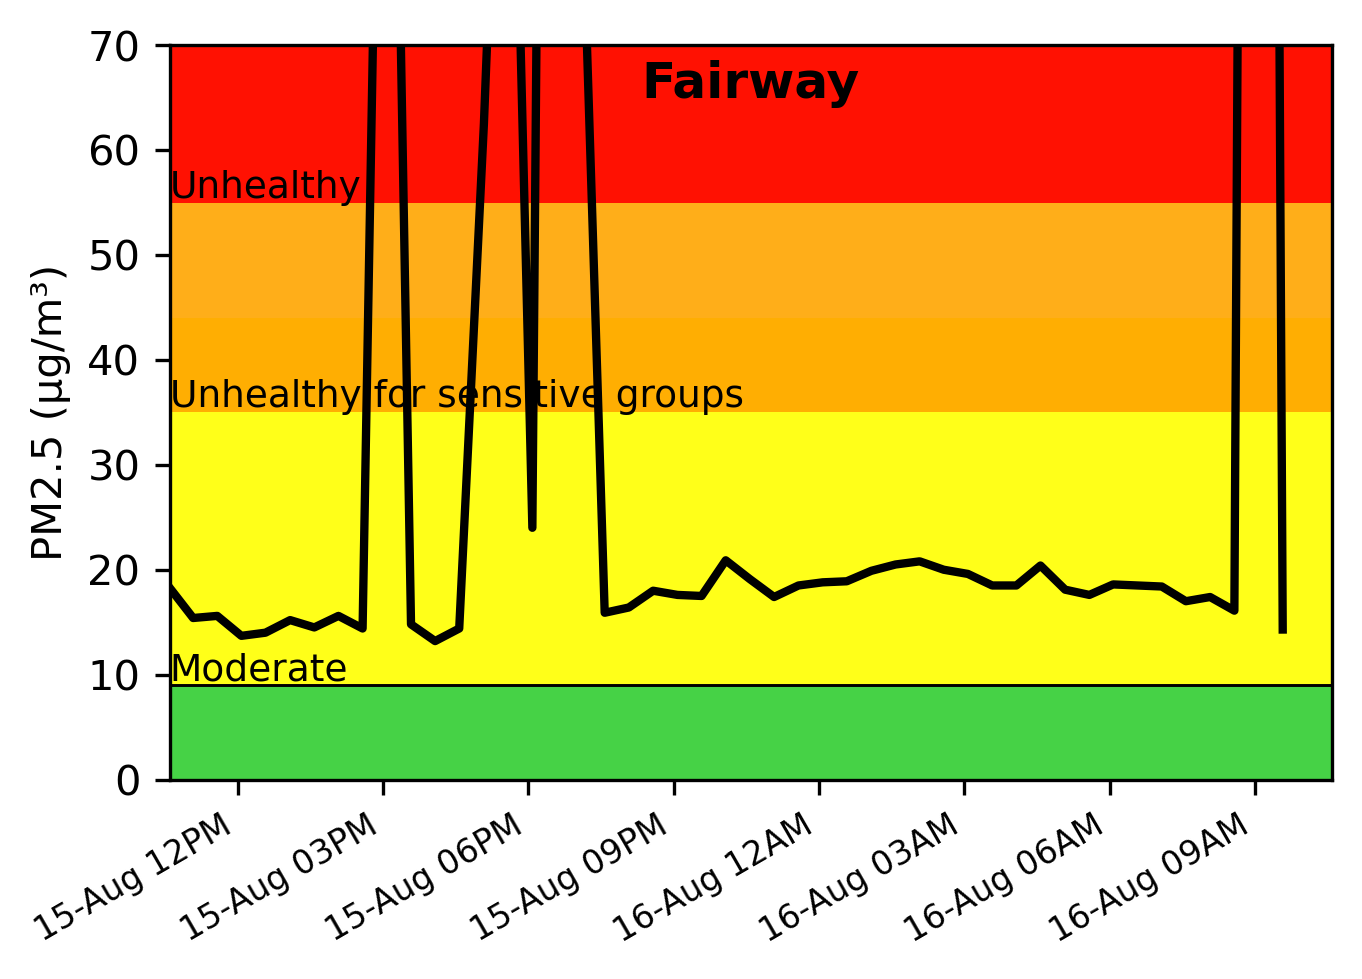 Fairway
PM2.5 (µg/m³)
70
60
50
40
30
20
10
0
Unhealthy
Unhealthy for sensitive groups
Moderate
15-Aug 12PM
15-Aug 03PM
15-Aug 06PM
15-Aug 09PM
16-Aug 12AM
16-Aug 03AM
16-Aug 06AM
16-Aug 09AM